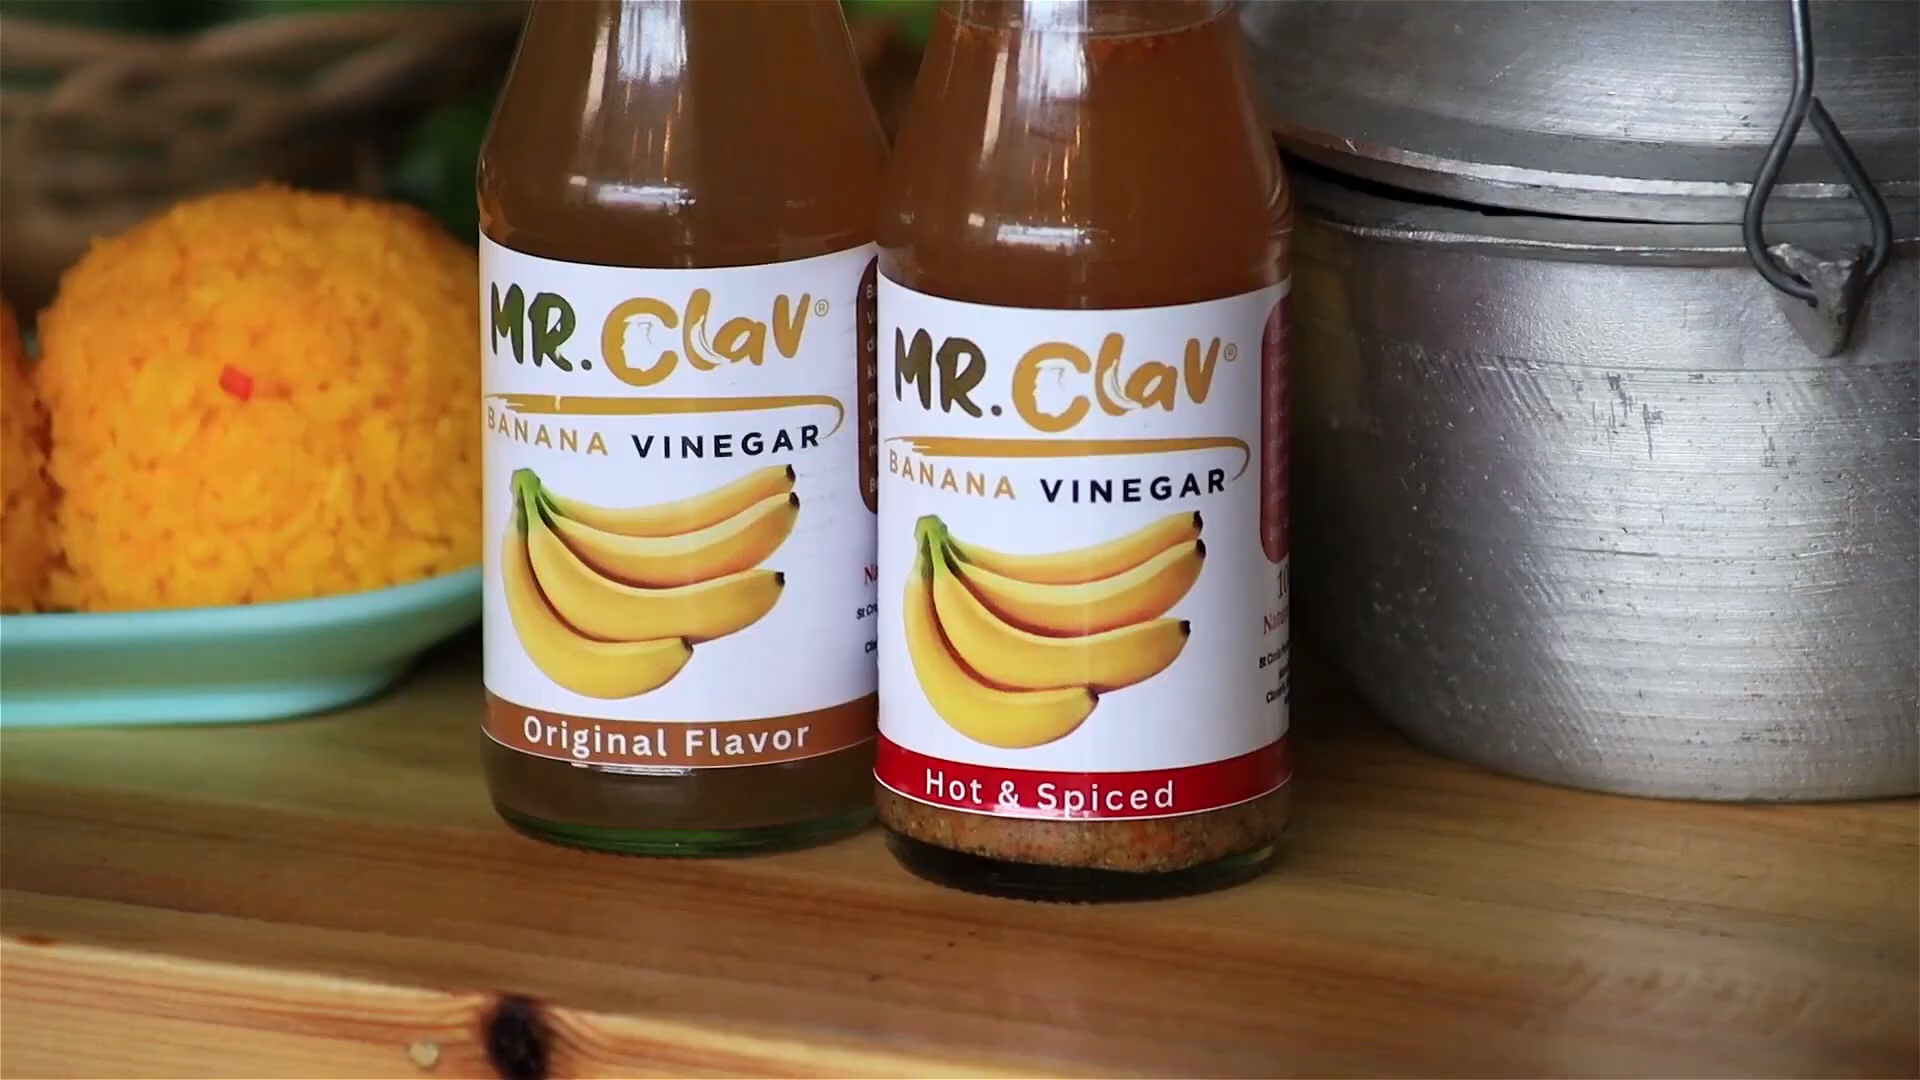 MR. Clav®
BANANA VINEGAR
Original Flavor
MR. Clav®
BANANA VINEGAR
Hot & Spiced